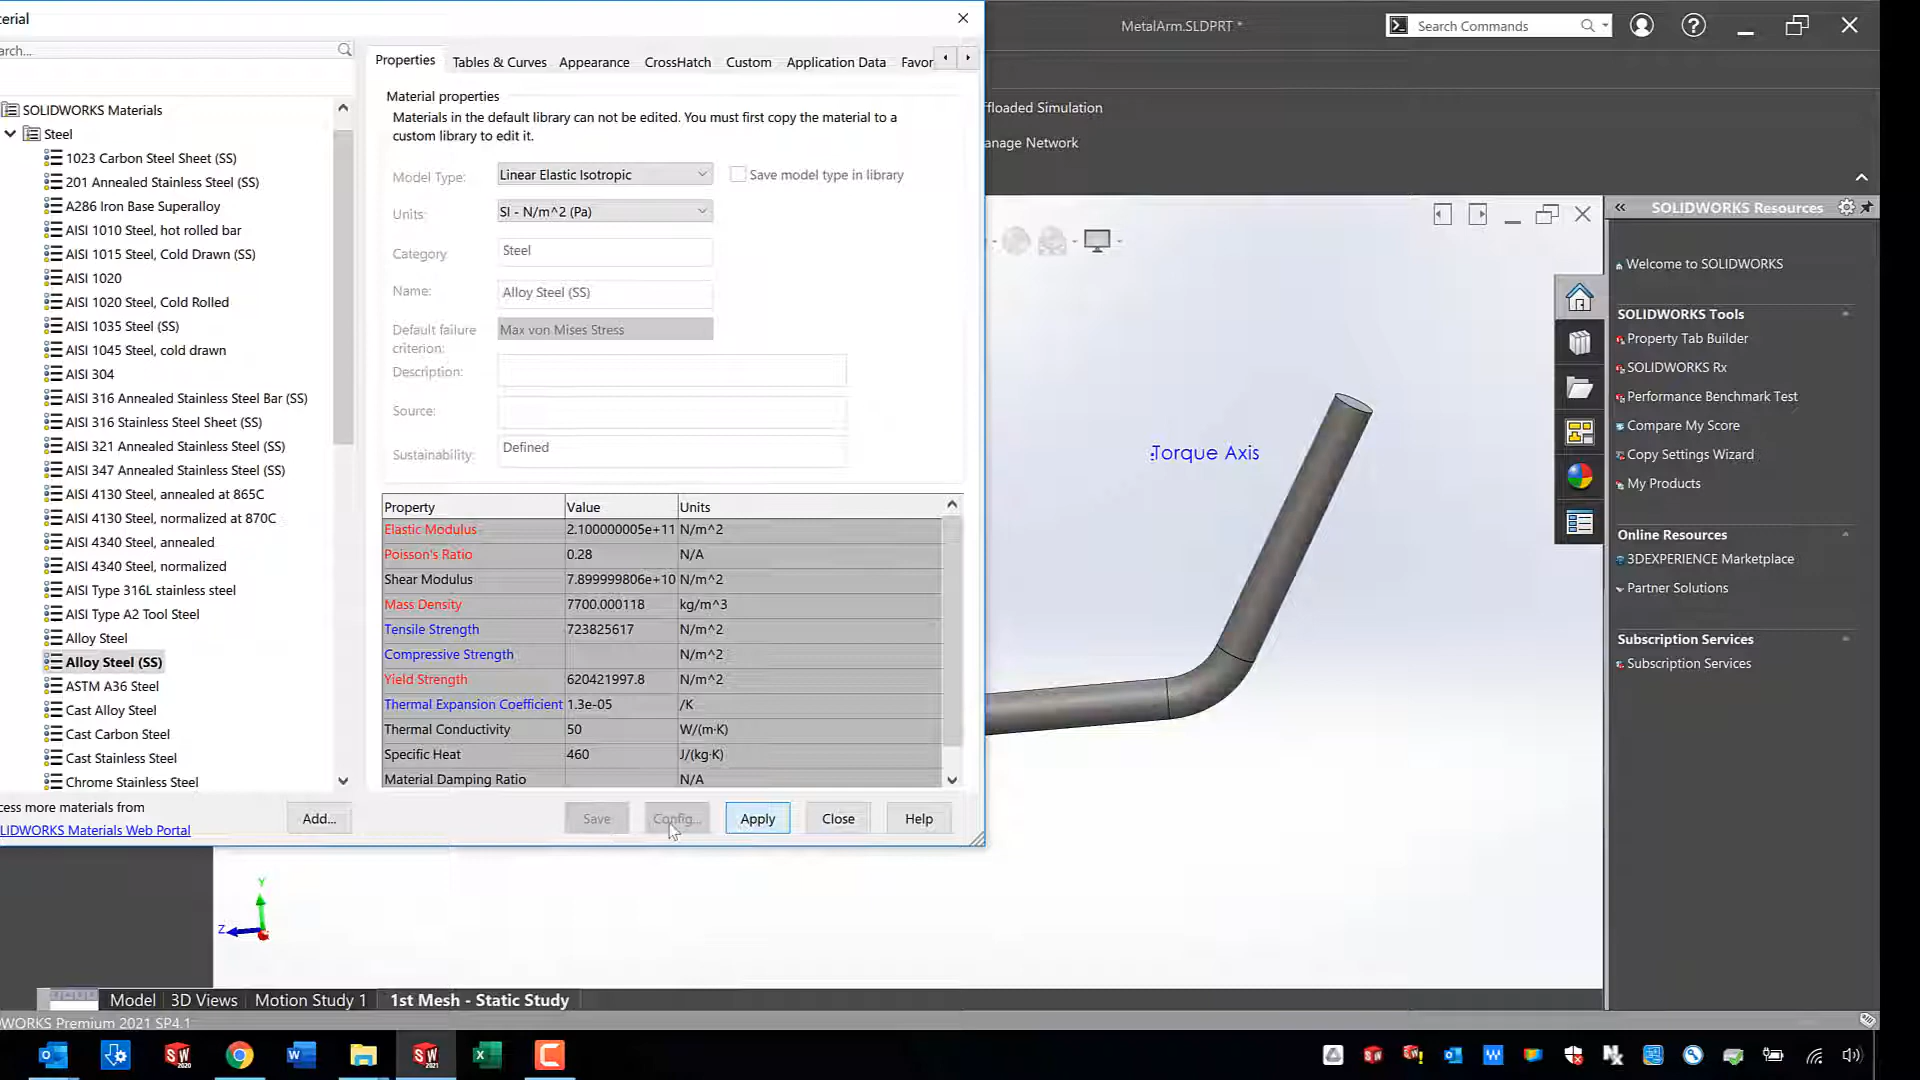 erial
MetalArm.SLDPRT *
Search Commands
arch...
Properties
Tables & Curves
Appearance
CrossHatch
Custom
Application Data
Favor
Material properties
Materials in the default library can not be edited. You must first copy the material to a
custom library to edit it.
Model Type:
Linear Elastic Isotropic
Save model type in library
Units:
SI - N/m^2 (Pa)
Category:
Steel
Name:
Alloy Steel (SS)
Default failure
criterion:
Max von Mises Stress
Description:
Source:
Sustainability:
Defined
SOLIDWORKS Materials
Steel
1023 Carbon Steel Sheet (SS)
201 Annealed Stainless Steel (SS)
A286 Iron Base Superalloy
AISI 1010 Steel, hot rolled bar
AISI 1015 Steel, Cold Drawn (SS)
AISI 1020
AISI 1020 Steel, Cold Rolled
AISI 1035 Steel (SS)
AISI 1045 Steel, cold drawn
AISI 304
AISI 316 Annealed Stainless Steel Bar (SS)
AISI 316 Stainless Steel Sheet (SS)
AISI 321 Annealed Stainless Steel (SS)
AISI 347 Annealed Stainless Steel (SS)
AISI 4130 Steel, annealed at 865C
AISI 4130 Steel, normalized at 870C
AISI 4340 Steel, annealed
AISI 4340 Steel, normalized
AISI Type 316L stainless steel
AISI Type A2 Tool Steel
Alloy Steel
Alloy Steel (SS)
ASTM A36 Steel
Cast Alloy Steel
Cast Carbon Steel
Cast Stainless Steel
Chrome Stainless Steel
Property Value Units
Elastic Modulus 2.100000005e+11 N/m^2
Poisson's Ratio 0.28 N/A
Shear Modulus 7.899999806e+10 N/m^2
Mass Density 7700.000118 kg/m^3
Tensile Strength 723825617 N/m^2
Compressive Strength N/m^2
Yield Strength 620421997.8 N/m^2
Thermal Expansion Coefficient 1.3e-05 /K
Thermal Conductivity 50 W/(m·K)
Specific Heat 460 J/(kg·K)
Material Damping Ratio N/A
cess more materials from
LIDWORKS Materials Web Portal
Add...
Save
Config...
Apply
Close
Help
ffloaded Simulation
anage Network
Torque Axis
SOLIDWORKS Resources
Welcome to SOLIDWORKS
SOLIDWORKS Tools
Property Tab Builder
SOLIDWORKS Rx
Performance Benchmark Test
Compare My Score
Copy Settings Wizard
My Products
Online Resources
3DEXPERIENCE Marketplace
Partner Solutions
Subscription Services
Subscription Services
Y
Z
Model
3D Views
Motion Study 1
1st Mesh - Static Study
WORKS Premium 2021 SP4.1
SW
2020
SW
2021